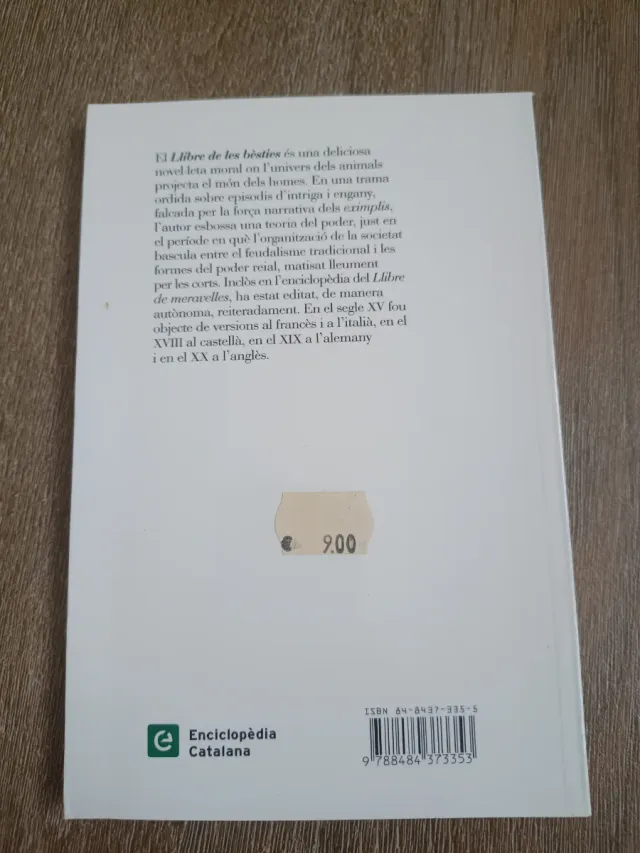 El Llibre de les bèsties és una deliciosa
novel·leta moral on l'univers dels animals
projecta el món dels homes. En una trama
ordida sobre episodis d'intriga i engany,
falcada per la força narrativa dels eximplis,
l'autor esbossa una teoria del poder, just en
el període en què l'organització de la societat
bascula entre el feudalisme tradicional i les
formes del poder reial, matisat lleument
per les corts. Inclòs en l'enciclopèdia del Llibre
de meravelles, ha estat editat, de manera
autònoma, reiteradament. En el segle XV fou
objecte de versions al francès i a l'italià, en el
XVIII al castellà, en el XIX a l'alemany
i en el XX a l'anglès.
€ 9.00
ISBN 84-8437-335-5
9 788484 373353
Enciclopèdia
Catalana